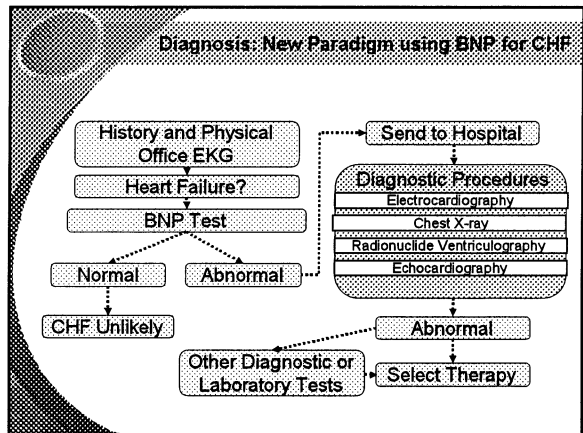 Diagnosis: New Paradigm using BNP for CHF
History and Physical
Office EKG
Heart Failure?
BNP Test
Normal
Abnormal
CHF Unlikely
Send to Hospital
Diagnostic Procedures
Electrocardiography
Chest X-ray
Radionuclide Ventriculography
Echocardiography
Abnormal
Other Diagnostic or
Laboratory Tests
Select Therapy